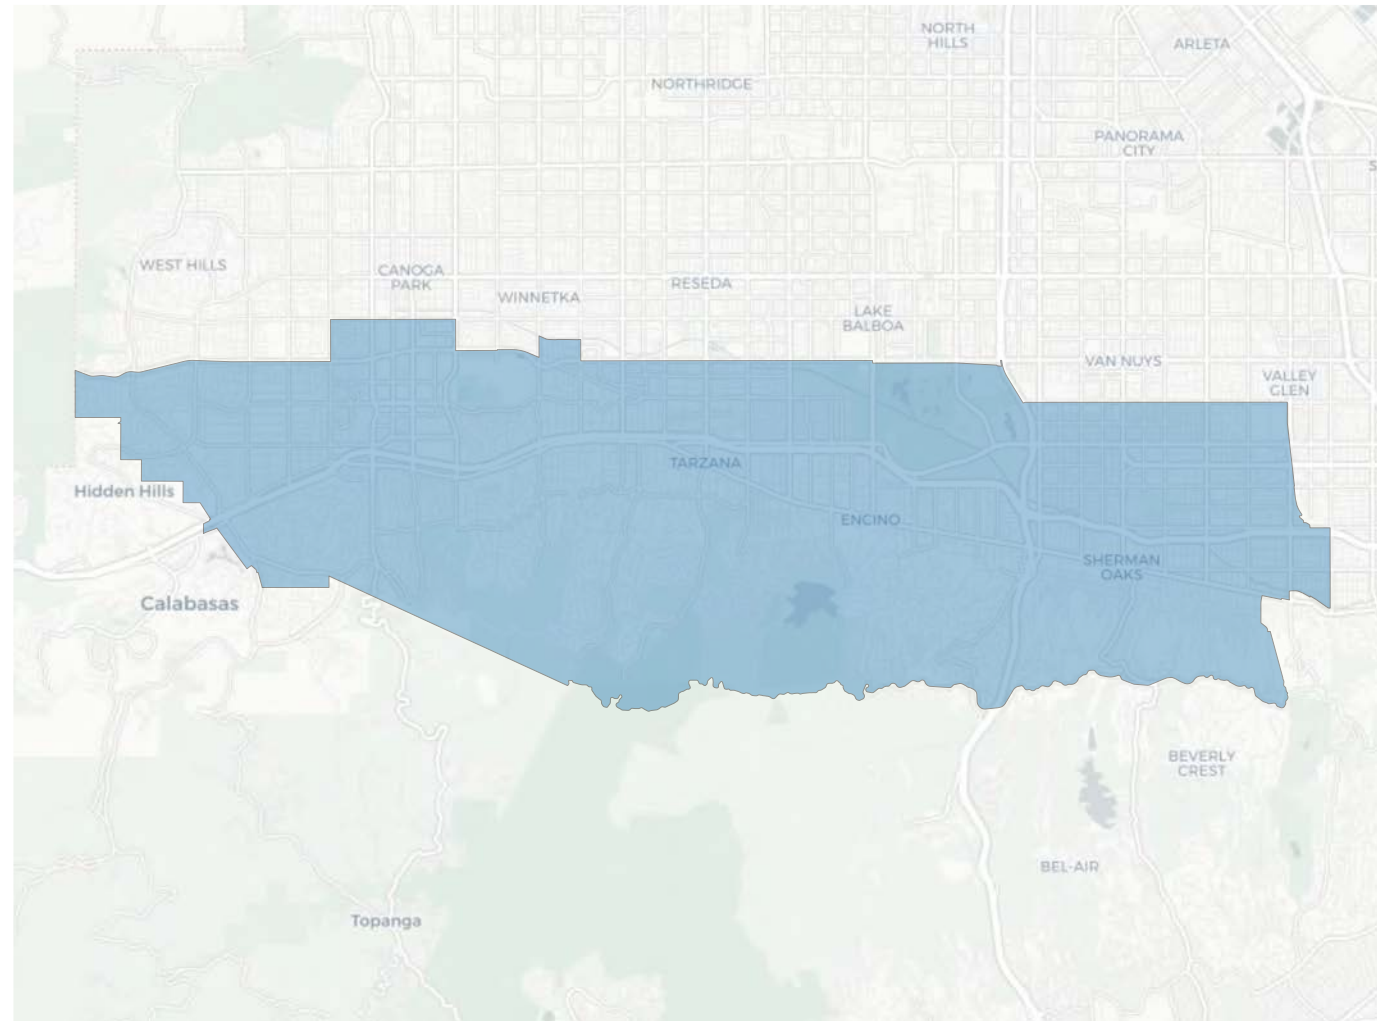 NORTH
HILLS
ARLETA
NORTHRIDGE
PANORAMA
CITY
WEST HILLS
CANOGA
PARK
RESEDA
WINNETKA
LAKE
BALBOA
VAN NUYS
VALLEY
GLEN
TARZANA
Hidden Hills
ENCINO
SHERMAN
OAKS
Calabasas
BEVERLY
CREST
BEL-AIR
Topanga